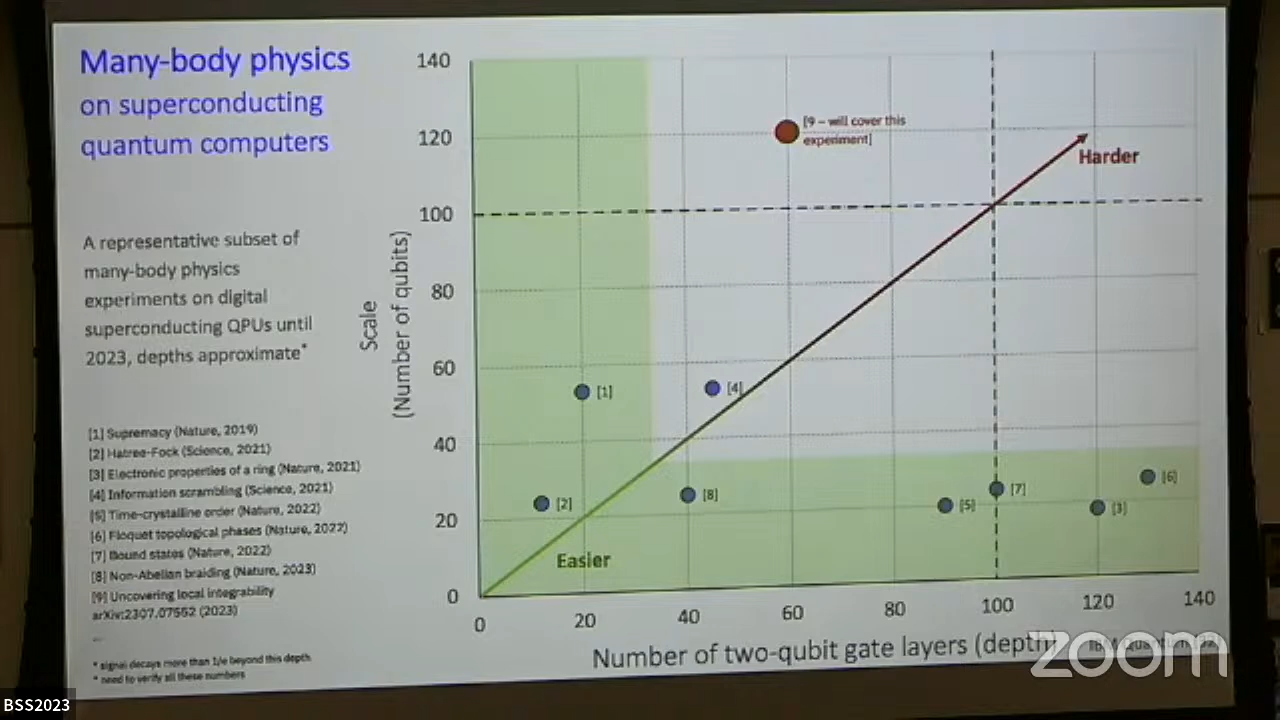 Many-body physics
on superconducting
quantum computers
A representative subset of
many-body physics
experiments on digital
superconducting QPUs until
2023, depths approximate*
[1] Supremacy (Nature, 2019)
[2] Hatree-Fock (Science, 2021)
[3] Electronic properties of a ring (Nature, 2021)
[4] Information scrambling (Science, 2021)
[5] Time-crystalline order (Nature, 2022)
[6] Floquet topological phases (Nature, 2022)
[7] Bound states (Nature, 2022)
[8] Non-Abelian braiding (Nature, 2023)
[9] Uncovering local integrability
arXiv:2307.07552 (2023)
...
* signal decays more than 1/e beyond this depth
* need to verify all these numbers
Scale
(Number of qubits)
140
120
100
80
60
40
20
0
[9 – will cover this
experiment]
Harder
[1]
[4]
[2]
[8]
[5]
[7]
[3]
[6]
Easier
0 20 40 60 80 100 120 140
Number of two-qubit gate layers (depth)
zoom
BSS2023